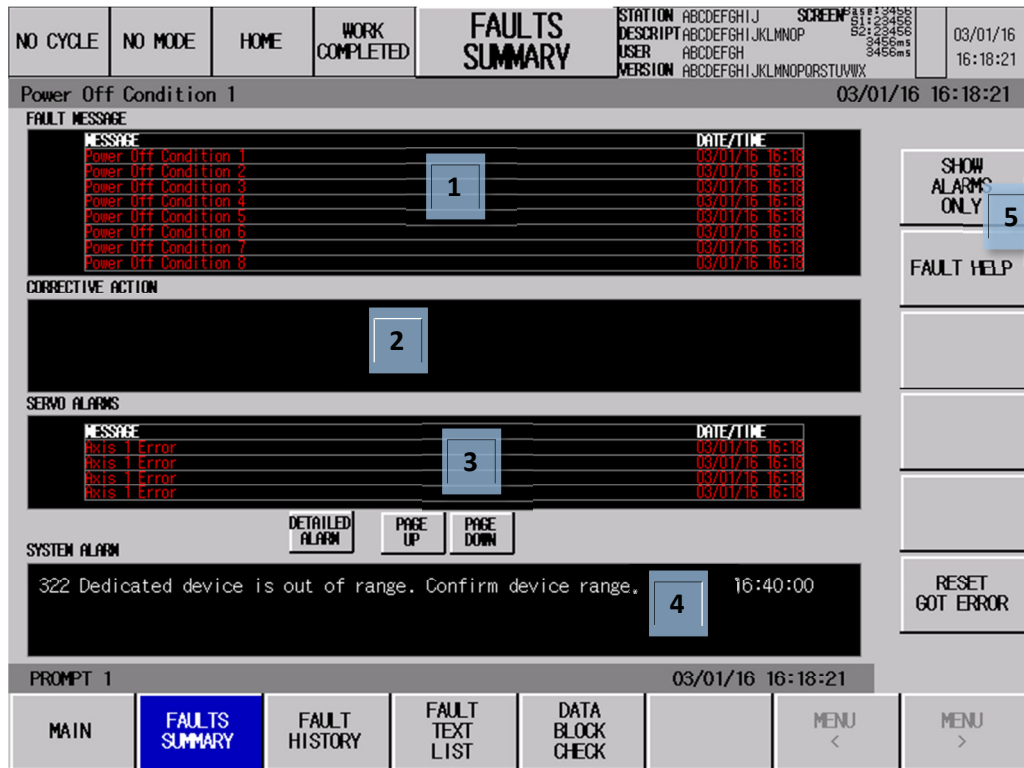 NO CYCLE
NO MODE
HOME
WORK
COMPLETED
FAULTS
SUMMARY
STATION ABCDEFGHIJ
DESCRIPT ABCDEFGHIJKLMNOP
USER ABCDEFGH
VERSION ABCDEFGHIJKLMNOPQRSTUVWX
SCREEN Base:3456
S1:23456
S2:23456
3456ms
3456ms
03/01/16
16:18:21
Power Off Condition 1 03/01/16 16:18:21
FAULT MESSAGE
MESSAGE DATE/TIME
Power Off Condition 1 03/01/16 16:18
Power Off Condition 2 03/01/16 16:18
Power Off Condition 3 03/01/16 16:18
Power Off Condition 4 03/01/16 16:18
Power Off Condition 5 03/01/16 16:18
Power Off Condition 6 03/01/16 16:18
Power Off Condition 7 03/01/16 16:18
Power Off Condition 8 03/01/16 16:18
1
SHOW
ALARMS
ONLY
5
FAULT HELP
CORRECTIVE ACTION
2
SERVO ALARMS
MESSAGE DATE/TIME
Axis 1 Error 03/01/16 16:18
Axis 1 Error 03/01/16 16:18
Axis 1 Error 03/01/16 16:18
Axis 1 Error 03/01/16 16:18
3
DETAILED
ALARM
PAGE
UP
PAGE
DOWN
SYSTEM ALARM
322 Dedicated device is out of range. Confirm device range. 16:40:00
4
RESET
GOT ERROR
PROMPT 1 03/01/16 16:18:21
MAIN
FAULTS
SUMMARY
FAULT
HISTORY
FAULT
TEXT
LIST
DATA
BLOCK
CHECK
MENU
<
MENU
>